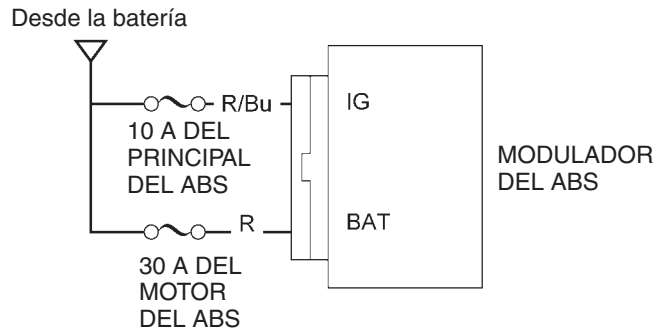 Desde la batería
R/Bu
IG
10 A DEL
PRINCIPAL
DEL ABS
MODULADOR
DEL ABS
R
BAT
30 A DEL
MOTOR
DEL ABS